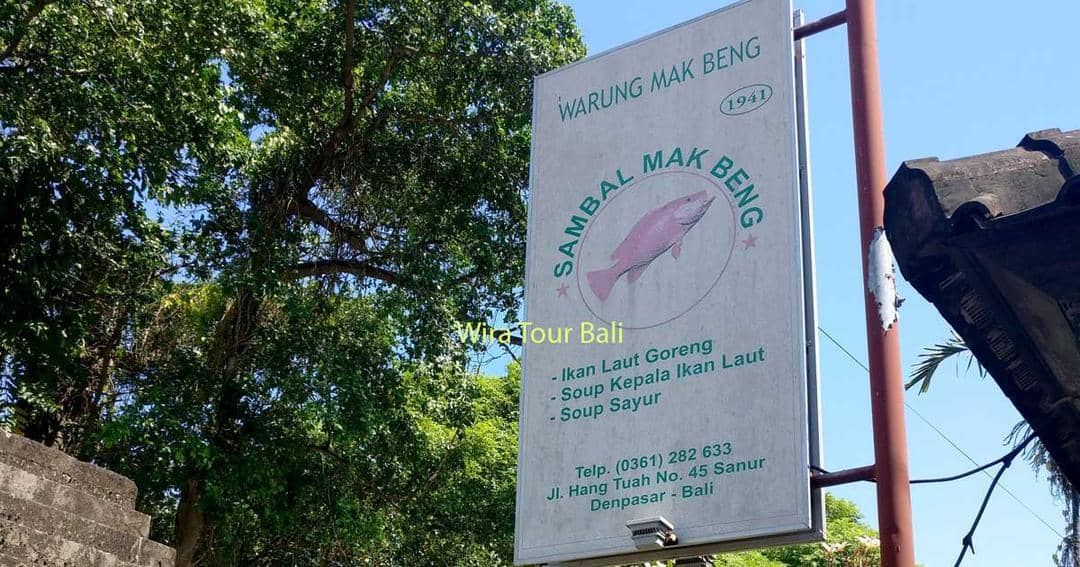 WARUNG MAK BENG
1941
SAMBAL MAK BENG
Wira Tour Bali
- Ikan Laut Goreng
- Soup Kepala Ikan Laut
- Soup Sayur
Telp. (0361) 282 633
Jl. Hang Tuah No. 45 Sanur
Denpasar - Bali